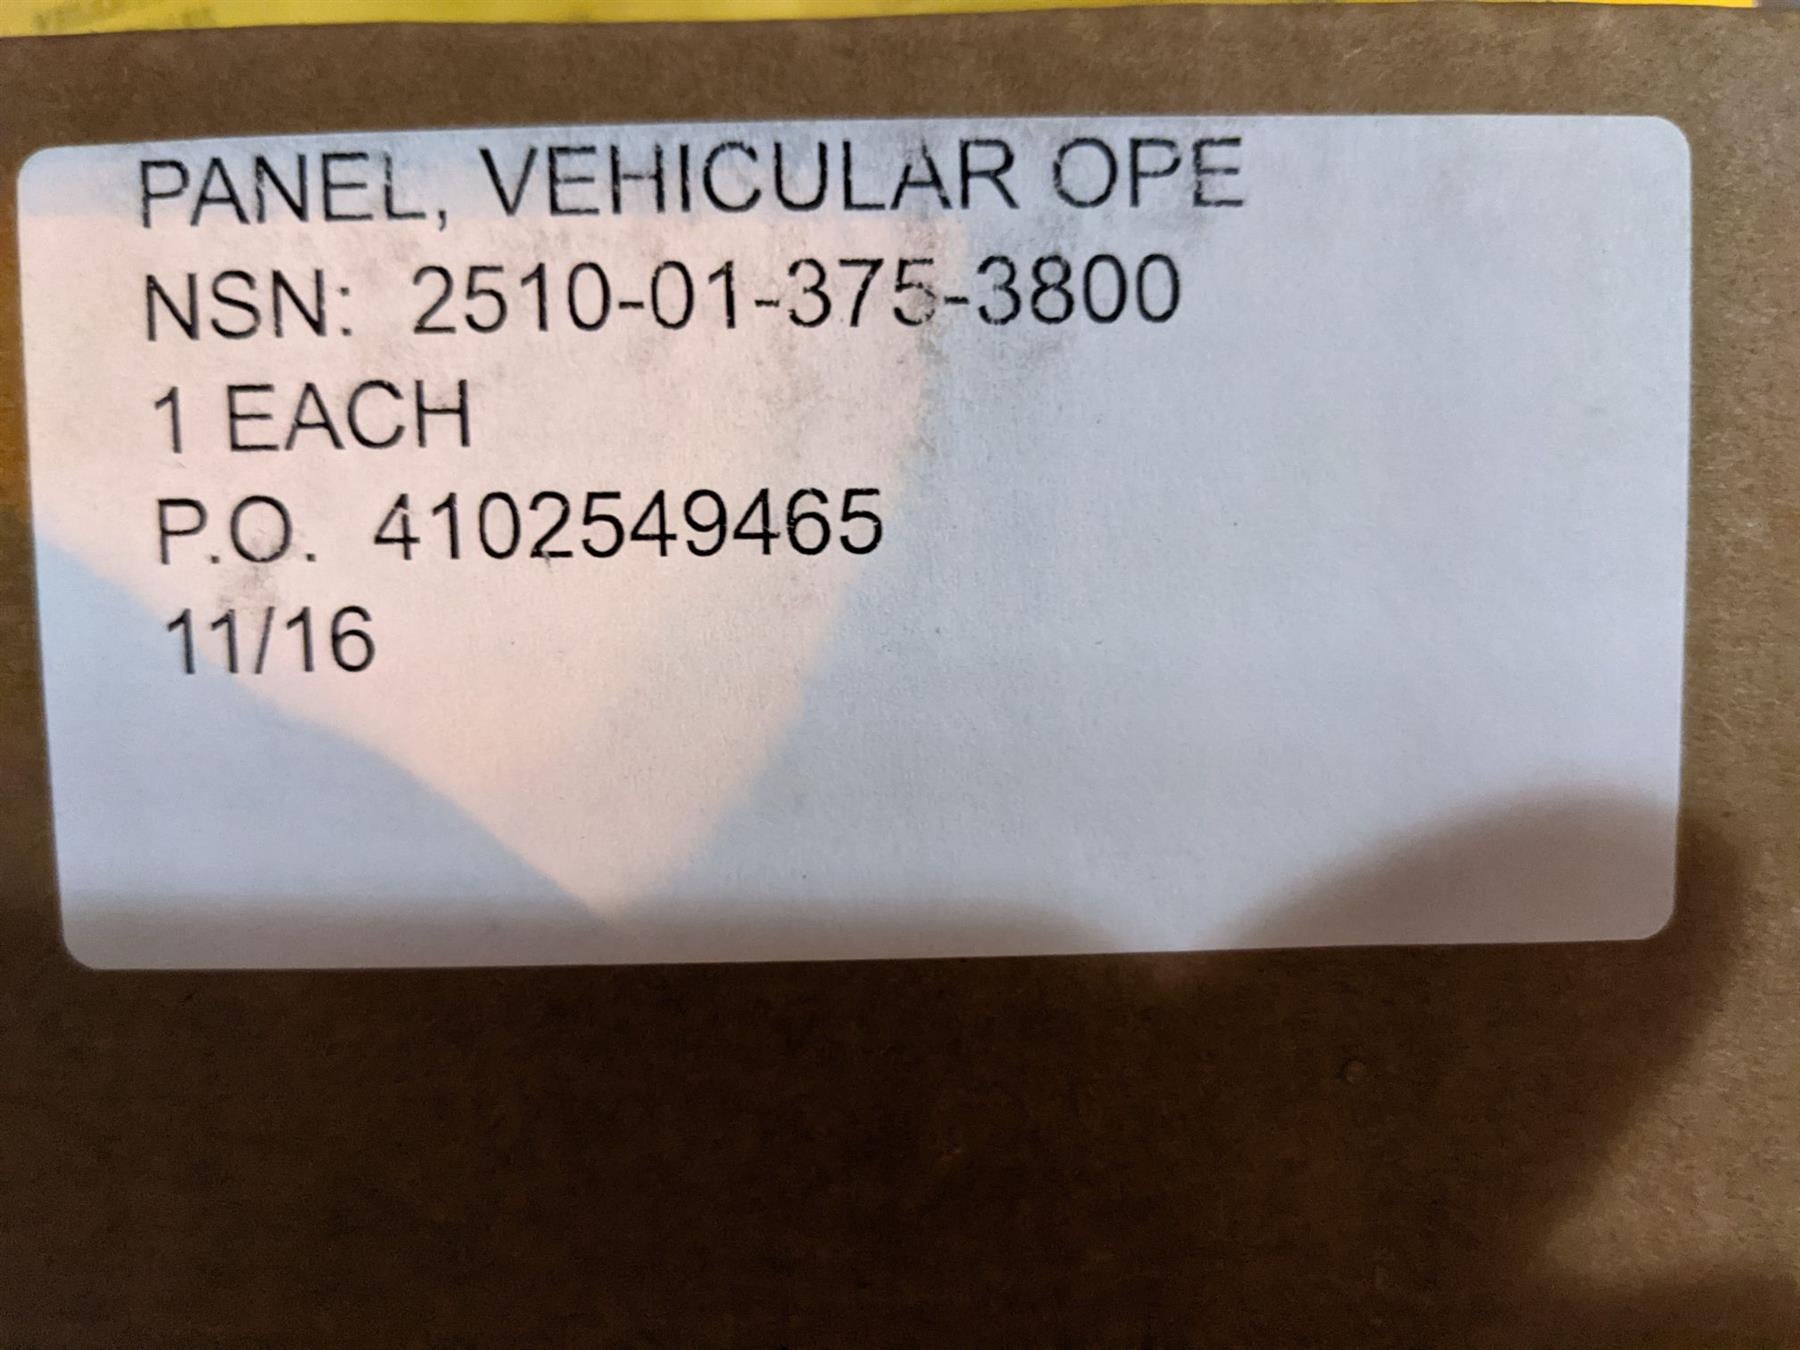 PANEL, VEHICULAR OPE
NSN: 2510-01-375-3800
1 EACH
P.O. 4102549465
11/16